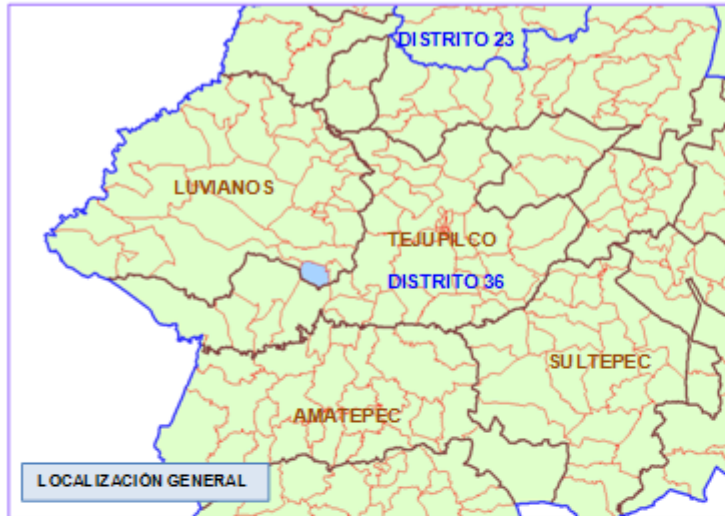 DISTRITO 23
LUVIANOS
TEJUPILCO
DISTRITO 36
SULTEPEC
AMATEPEC
LOCALIZACIÓN GENERAL